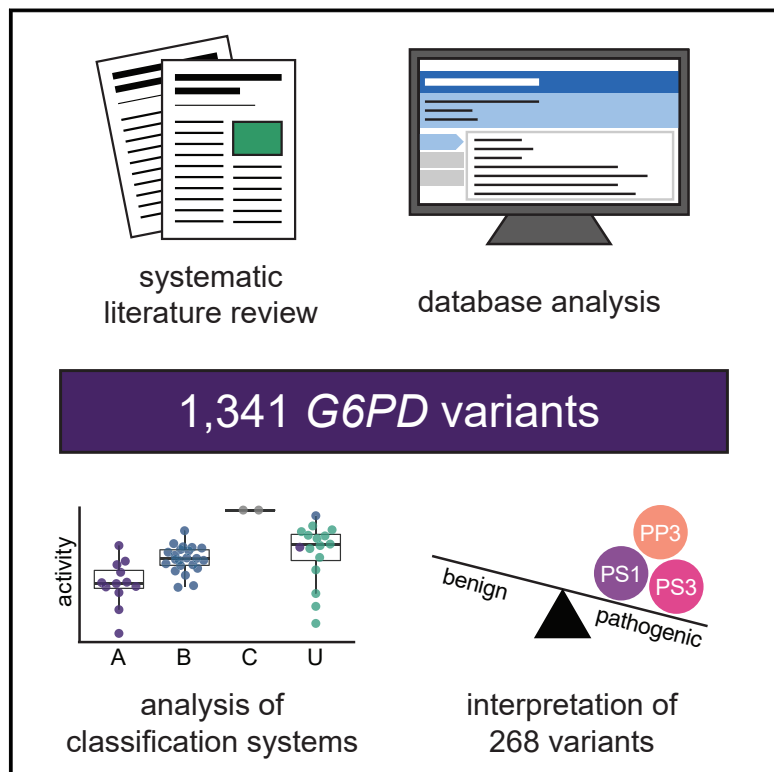 systematic
literature review
database analysis
1,341 G6PD variants
activity
A B C U
analysis of
classification systems
benign
pathogenic
PP3
PS1
PS3
interpretation of
268 variants